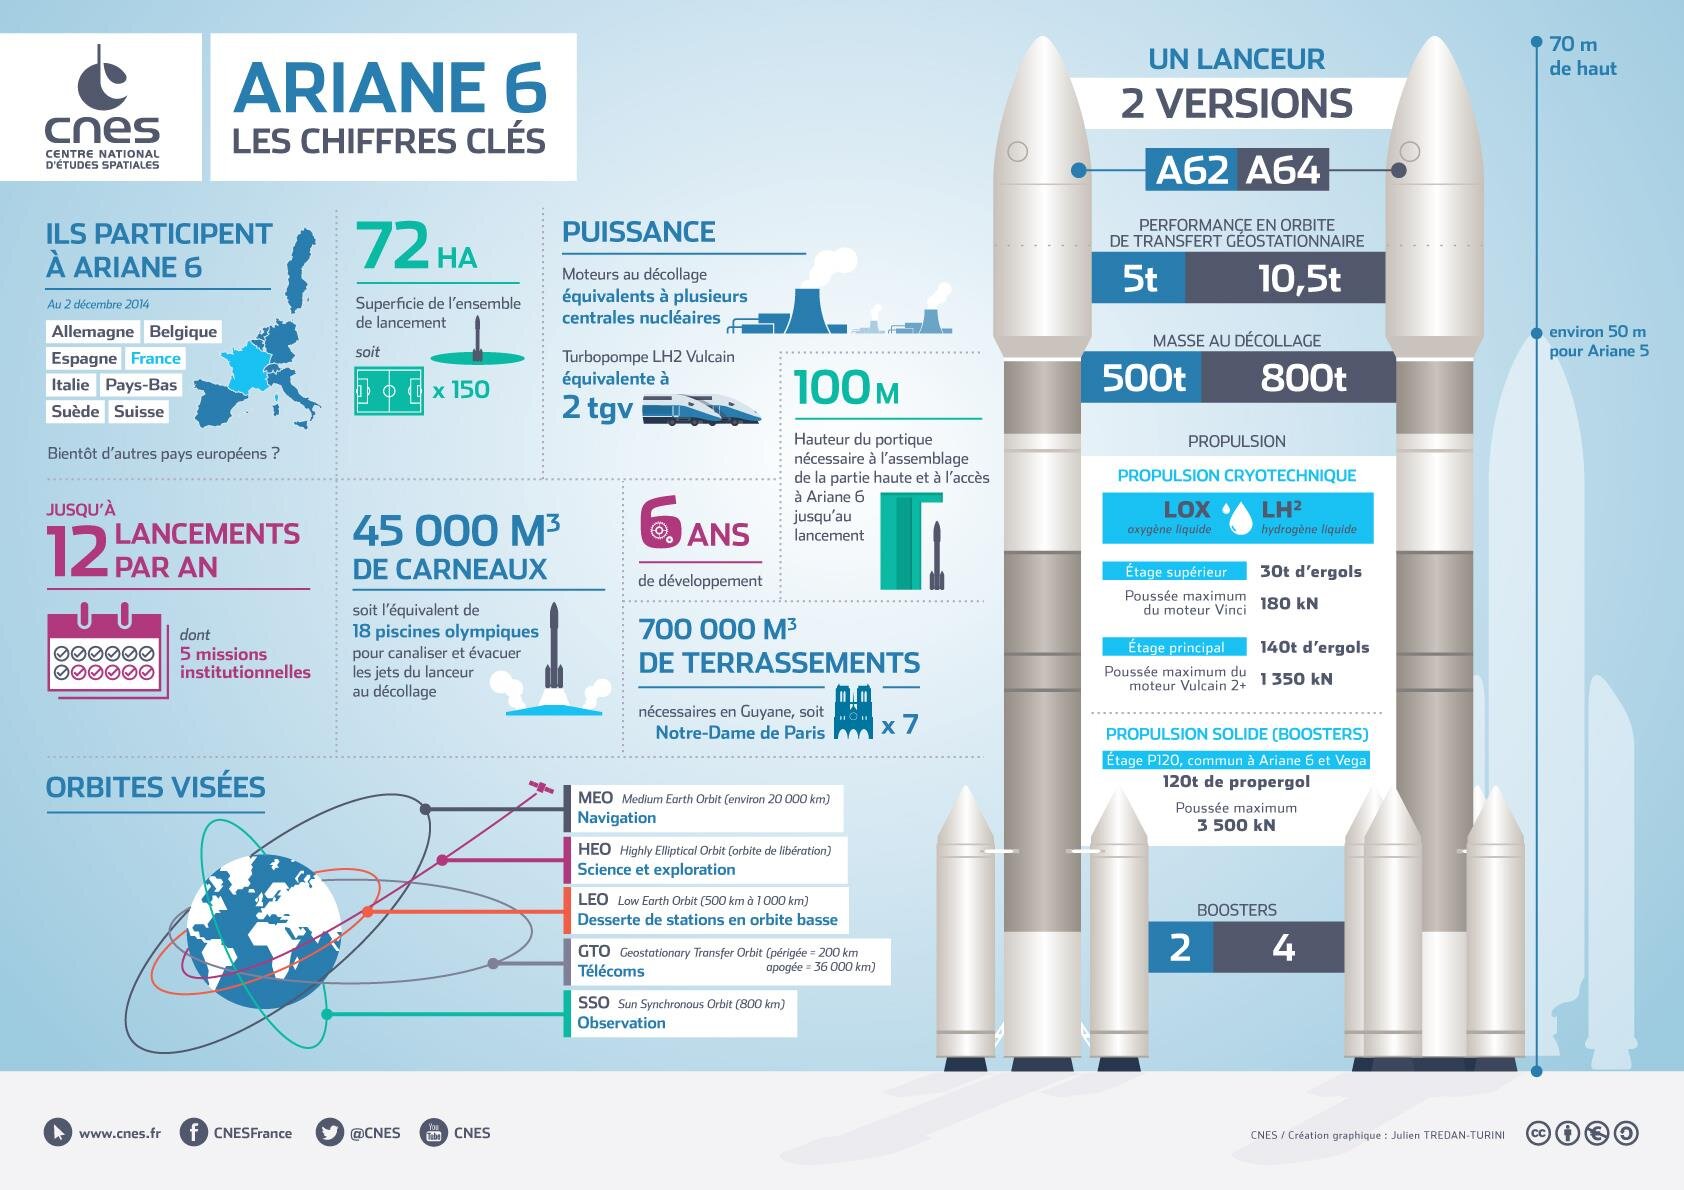 cnes
CENTRE NATIONAL
D'ÉTUDES SPATIALES
ARIANE 6
LES CHIFFRES CLÉS
ILS PARTICIPENT
À ARIANE 6
Au 2 décembre 2014
Allemagne Belgique
Espagne France
Italie Pays-Bas
Suède Suisse
Bientôt d'autres pays européens ?
72 HA
Superficie de l'ensemble
de lancement
soit
x 150
PUISSANCE
Moteurs au décollage
équivalents à plusieurs
centrales nucléaires
Turbopompe LH2 Vulcain
équivalente à
2 tgv
100 M
Hauteur du portique
nécessaire à l'assemblage
de la partie haute et à l'accès
à Ariane 6
jusqu'au
lancement
JUSQU'À
12 LANCEMENTS
PAR AN
dont
5 missions
institutionnelles
45 000 M³
DE CARNEAUX
soit l'équivalent de
18 piscines olympiques
pour canaliser et évacuer
les jets du lanceur
au décollage
6 ANS
de développement
700 000 M³
DE TERRASSEMENTS
nécessaires en Guyane, soit
Notre-Dame de Paris
x 7
ORBITES VISÉES
MEO Medium Earth Orbit (environ 20 000 km)
Navigation
HEO Highly Elliptical Orbit (orbite de libération)
Science et exploration
LEO Low Earth Orbit (500 km à 1 000 km)
Desserte de stations en orbite basse
GTO Geostationary Transfer Orbit (périgée = 200 km
apogée = 36 000 km)
Télécoms
SSO Sun Synchronous Orbit (800 km)
Observation
UN LANCEUR
2 VERSIONS
A62 A64
PERFORMANCE EN ORBITE
DE TRANSFERT GÉOSTATIONNAIRE
5t 10,5t
MASSE AU DÉCOLLAGE
500t 800t
PROPULSION
PROPULSION CRYOTECHNIQUE
LOX LH²
oxygène liquide hydrogène liquide
Étage supérieur 30t d'ergols
Poussée maximum
du moteur Vinci 180 kN
Étage principal 140t d'ergols
Poussée maximum du
moteur Vulcain 2+ 1 350 kN
PROPULSION SOLIDE (BOOSTERS)
Étage P120, commun à Ariane 6 et Vega
120t de propergol
Poussée maximum
3 500 kN
BOOSTERS
2 4
70 m
de haut
environ 50 m
pour Ariane 5
www.cnes.fr CNESFrance @CNES You Tube CNES
CNES / Création graphique : Julien TREDAN-TURINI
cc